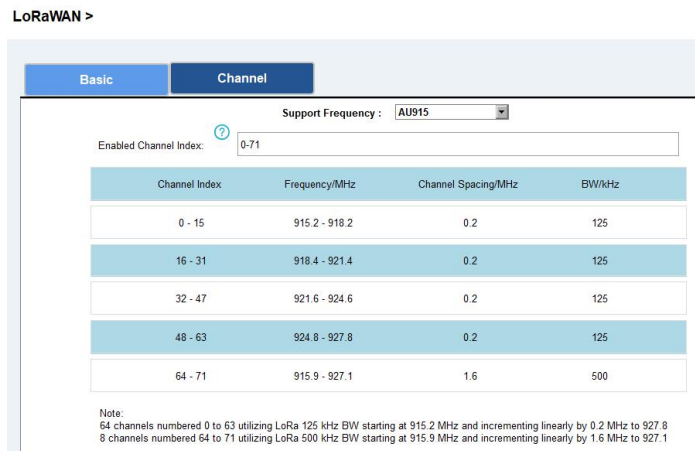 LoRaWAN >
Basic Channel
Support Frequency : AU915
? Enabled Channel Index: 0-71
Channel Index Frequency/MHz Channel Spacing/MHz BW/kHz
0 - 15 915.2 - 918.2 0.2 125
16 - 31 918.4 - 921.4 0.2 125
32 - 47 921.6 - 924.6 0.2 125
48 - 63 924.8 - 927.8 0.2 125
64 - 71 915.9 - 927.1 1.6 500
Note:
64 channels numbered 0 to 63 utilizing LoRa 125 kHz BW starting at 915.2 MHz and incrementing linearly by 0.2 MHz to 927.8
8 channels numbered 64 to 71 utilizing LoRa 500 kHz BW starting at 915.9 MHz and incrementing linearly by 1.6 MHz to 927.1